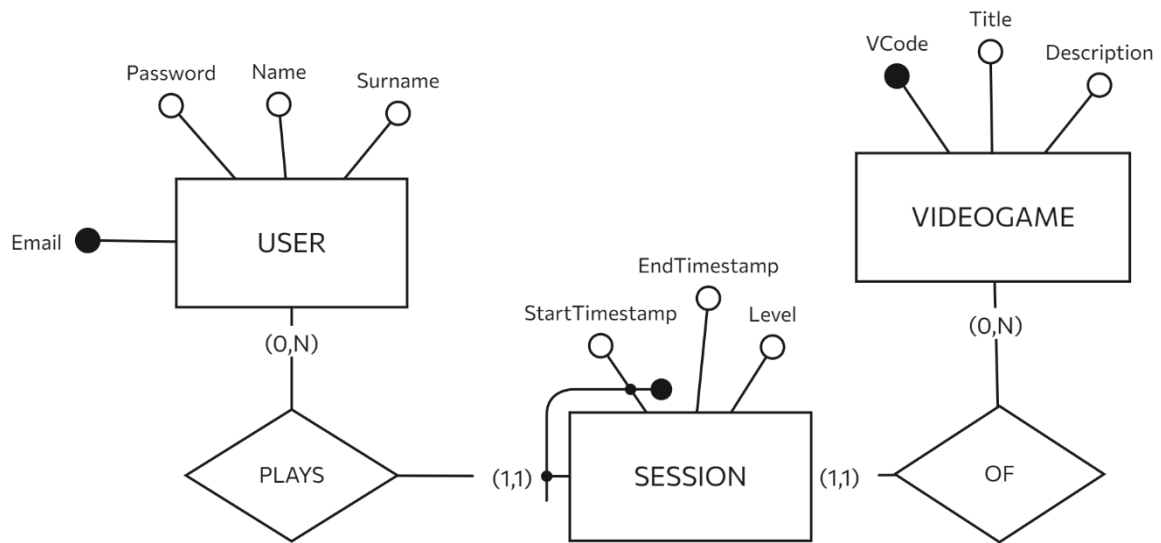 Title
VCode
Description
Password
Name
Surname
VIDEOGAME
Email
USER
EndTimestamp
StartTimestamp
Level
(0,N)
(0,N)
PLAYS
(1,1)
SESSION
(1,1)
OF